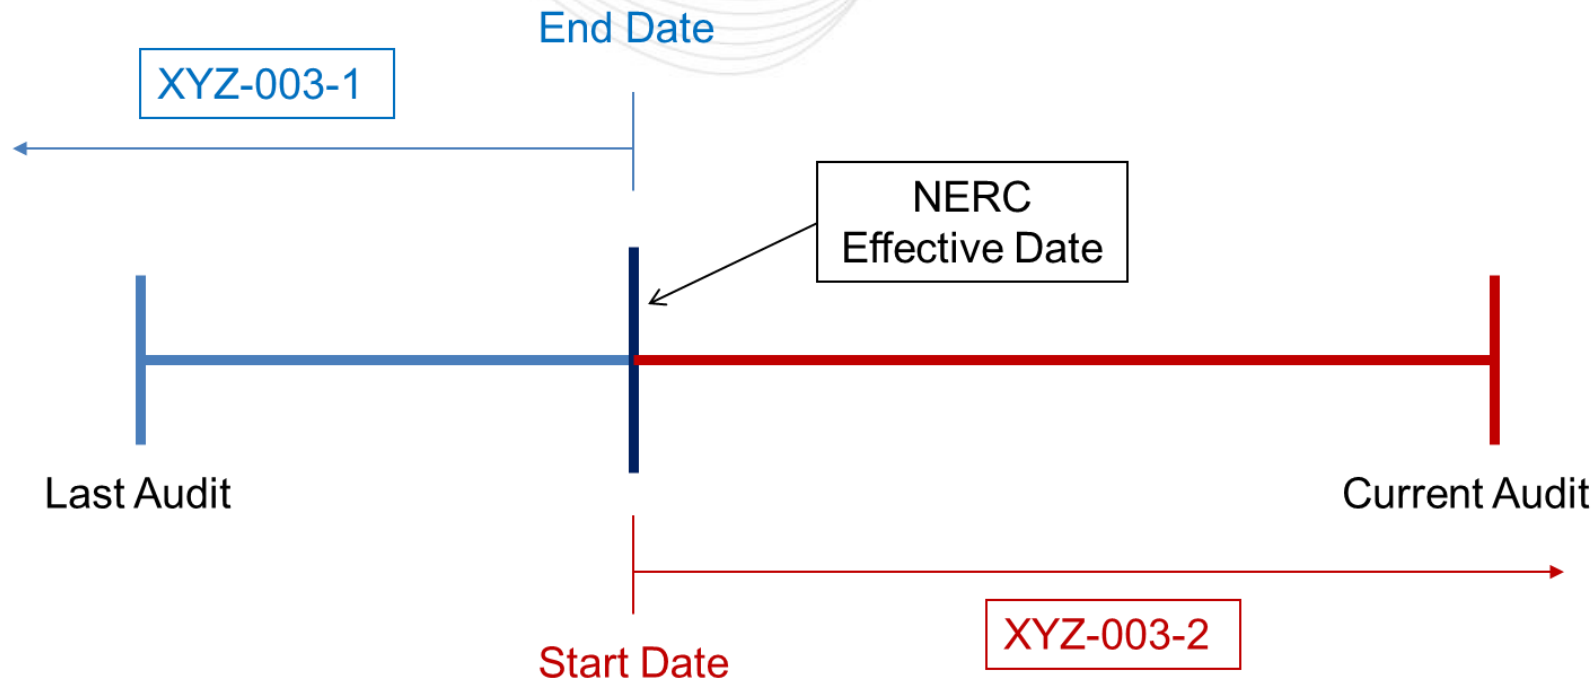 End Date
XYZ-003-1
NERC
Effective Date
Last Audit
Current Audit
XYZ-003-2
Start Date